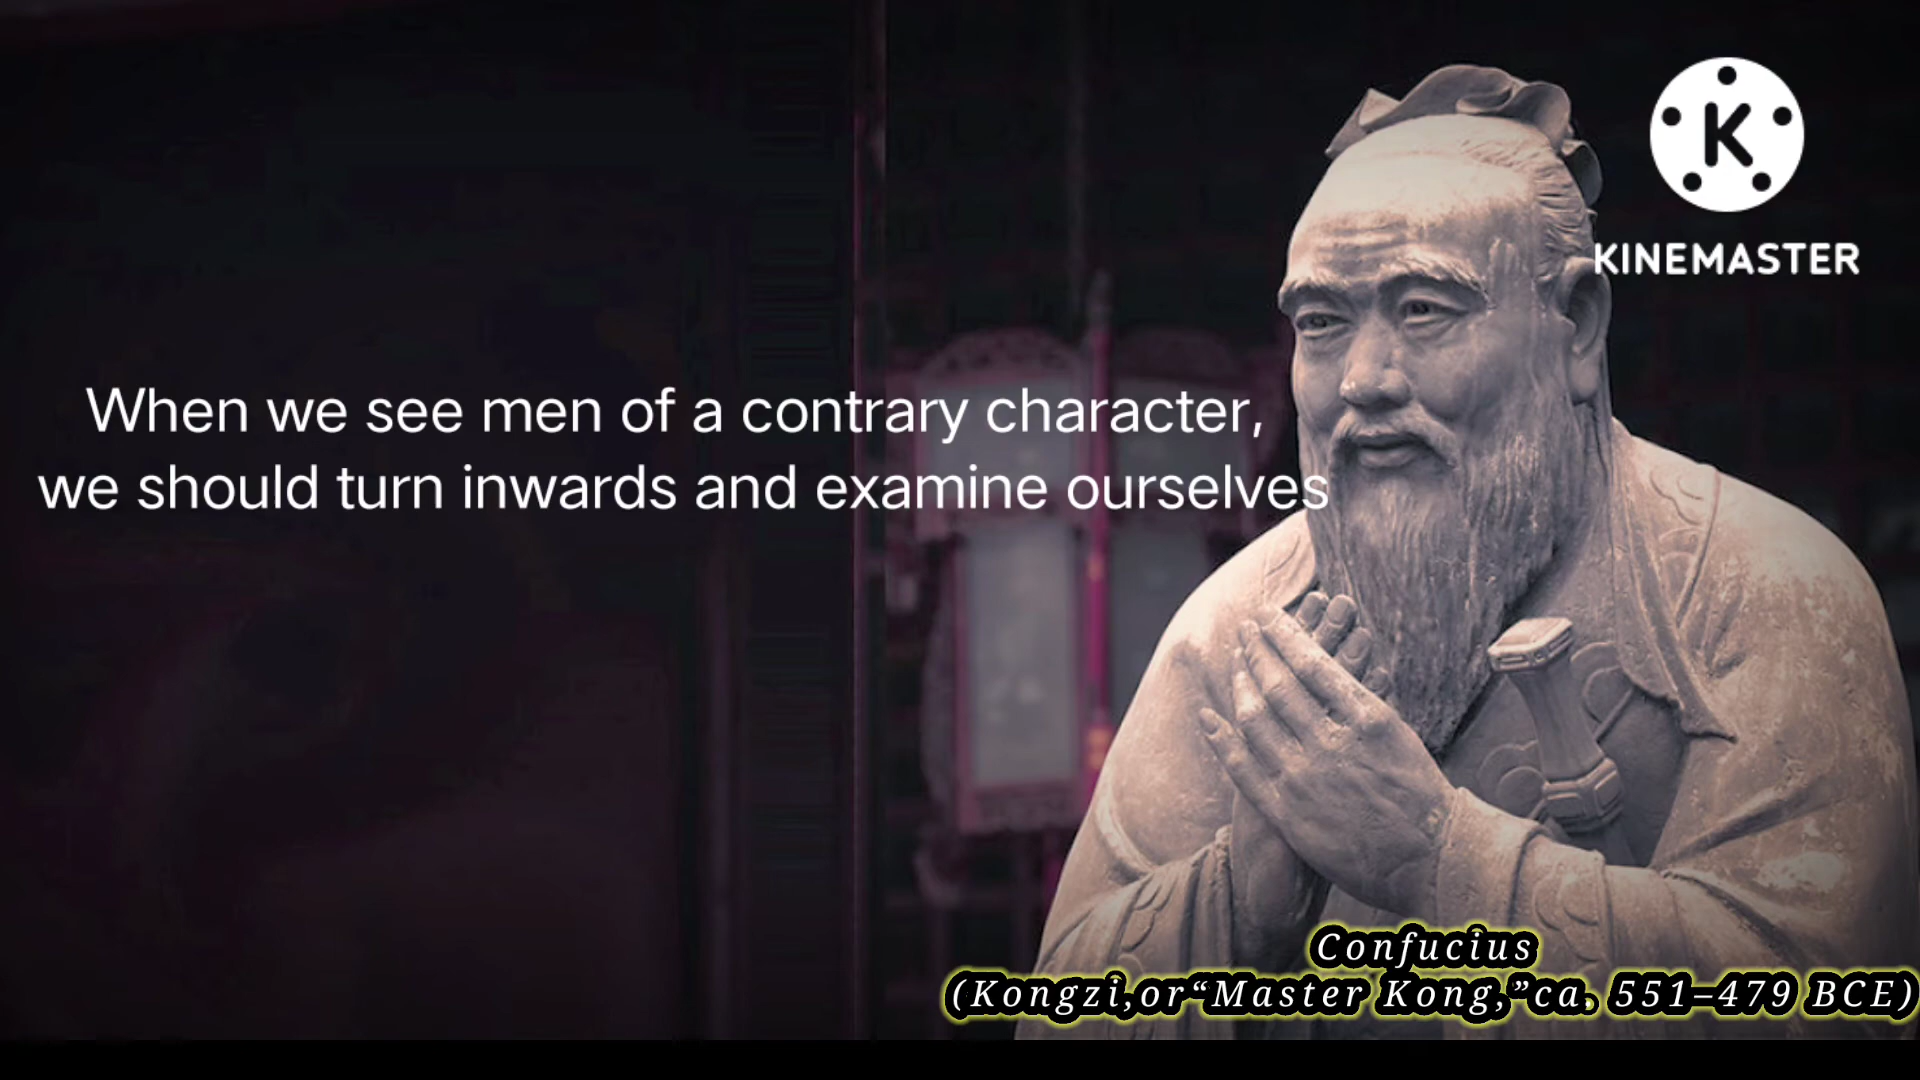 K
KINEMASTER
When we see men of a contrary character,
we should turn inwards and examine ourselves
Confucius
(Kongzi,or“Master Kong,”ca. 551–479 BCE)